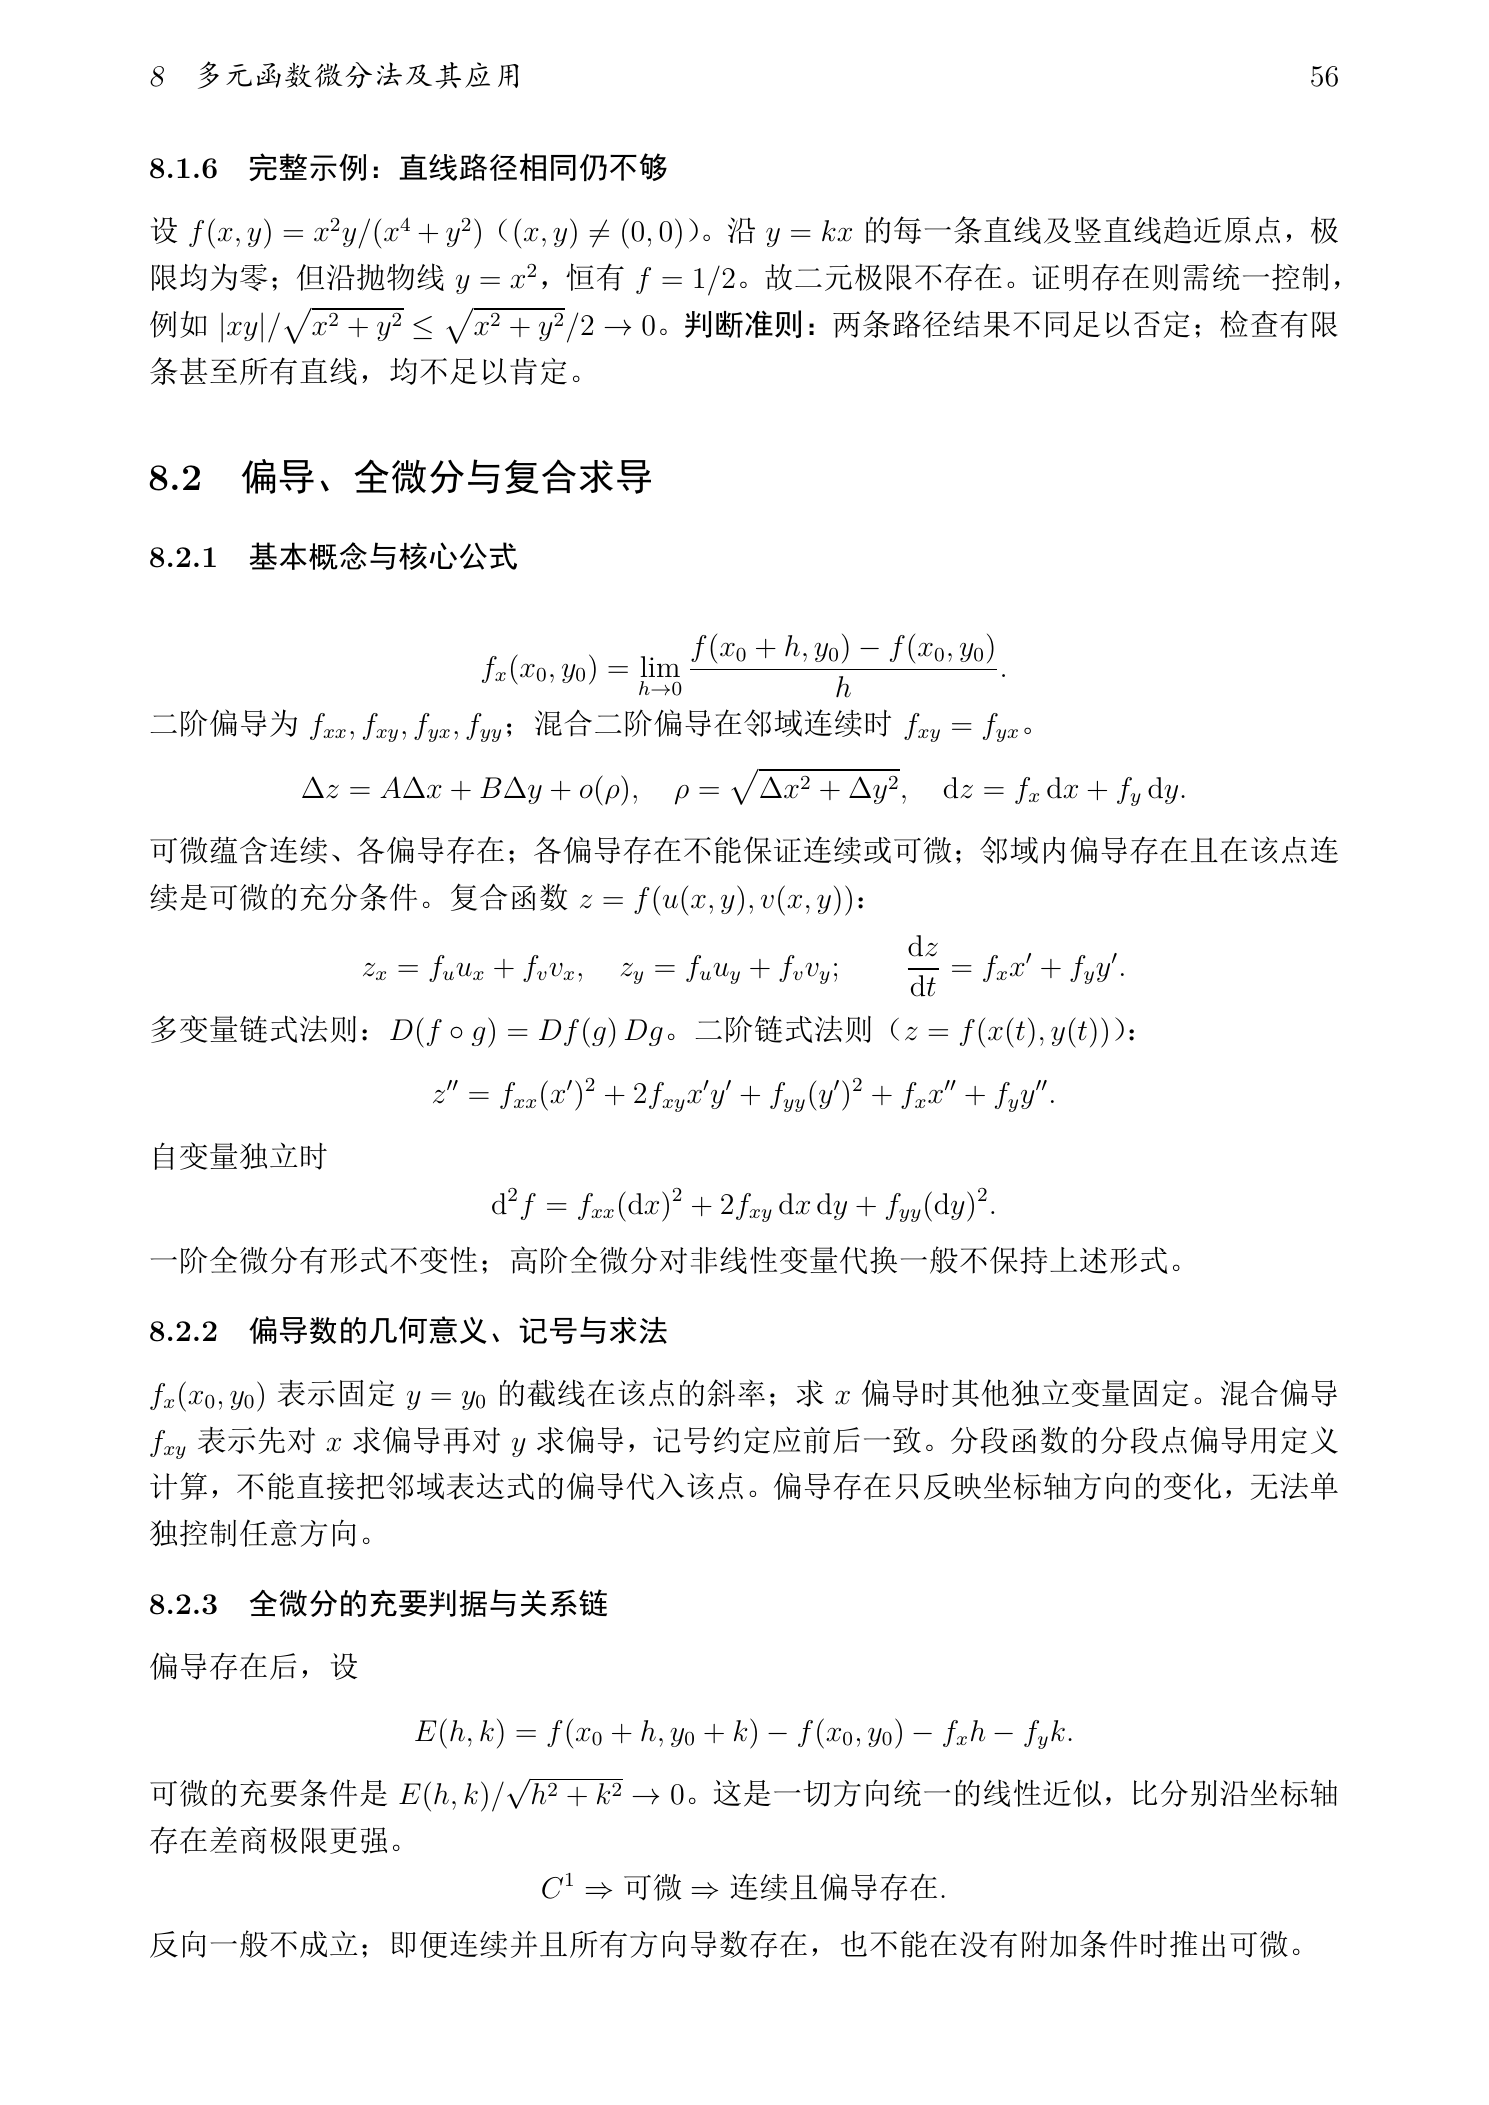 8 多元函数微分法及其应用 56
8.1.6 完整示例：直线路径相同仍不够
设 f(x, y) = x²y/(x⁴ + y²)（(x, y) ≠ (0, 0)）。沿 y = kx 的每一条直线及竖直线趋近原点，极
限均为零；但沿抛物线 y = x²，恒有 f = 1/2。故二元极限不存在。证明存在则需统一控制，
例如 |xy|/√(x² + y²) ≤ √(x² + y²)/2 → 0。判断准则：两条路径结果不同足以否定；检查有限
条甚至所有直线，均不足以肯定。
8.2 偏导、全微分与复合求导
8.2.1 基本概念与核心公式
f_x(x₀, y₀) = lim_{h→0} \frac{f(x₀ + h, y₀) − f(x₀, y₀)}{h}.
二阶偏导为 f_{xx}, f_{xy}, f_{yx}, f_{yy}；混合二阶偏导在邻域连续时 f_{xy} = f_{yx}。
Δz = AΔx + BΔy + o(ρ), ρ = √(Δx² + Δy²), dz = f_x dx + f_y dy.
可微蕴含连续、各偏导存在；各偏导存在不能保证连续或可微；邻域内偏导存在且在该点连
续是可微的充分条件。复合函数 z = f(u(x, y), v(x, y))：
z_x = f_u u_x + f_v v_x, z_y = f_u u_y + f_v v_y; \frac{dz}{dt} = f_x x′ + f_y y′.
多变量链式法则：D(f ∘ g) = Df(g) Dg。二阶链式法则（z = f(x(t), y(t))）：
z″ = f_{xx}(x′)² + 2f_{xy}x′y′ + f_{yy}(y′)² + f_x x″ + f_y y″.
自变量独立时
d²f = f_{xx}(dx)² + 2f_{xy} dx dy + f_{yy}(dy)².
一阶全微分有形式不变性；高阶全微分对非线性变量代换一般不保持上述形式。
8.2.2 偏导数的几何意义、记号与求法
f_x(x₀, y₀) 表示固定 y = y₀ 的截线在该点的斜率；求 x 偏导时其他独立变量固定。混合偏导
f_{xy} 表示先对 x 求偏导再对 y 求偏导，记号约定应前后一致。分段函数的分段点偏导用定义
计算，不能直接把邻域表达式的偏导代入该点。偏导存在只反映坐标轴方向的变化，无法单
独控制任意方向。
8.2.3 全微分的充要判据与关系链
偏导存在后，设
E(h, k) = f(x₀ + h, y₀ + k) − f(x₀, y₀) − f_x h − f_y k.
可微的充要条件是 E(h, k)/√(h² + k²) → 0。这是一切方向统一的线性近似，比分别沿坐标轴
存在差商极限更强。
C¹ ⇒ 可微 ⇒ 连续且偏导存在.
反向一般不成立；即便连续并且所有方向导数存在，也不能在没有附加条件时推出可微。